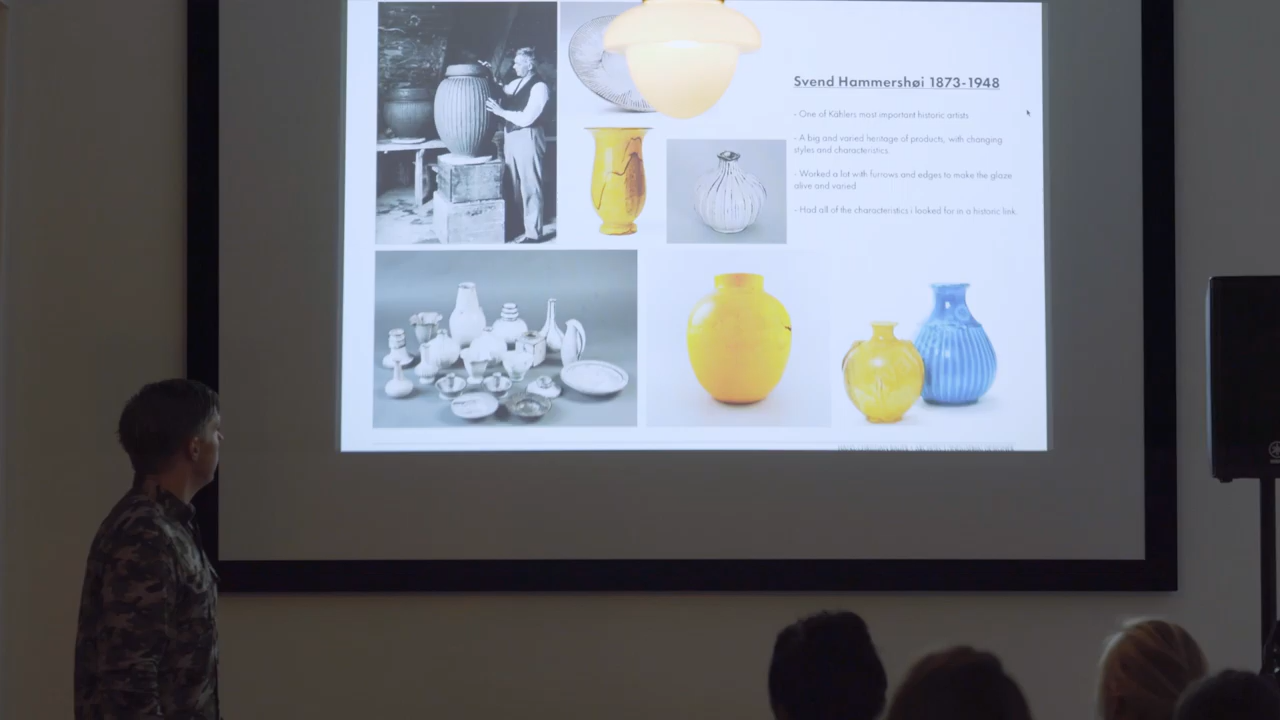 Svend Hammershøi 1873-1948
- One of Kählers most important historic artists
- A big and varied heritage of products, with changing
styles and characteristics.
- Worked a lot with furrows and edges to make the glaze
alive and varied
- Had all of the characteristics i looked for in a historic link.